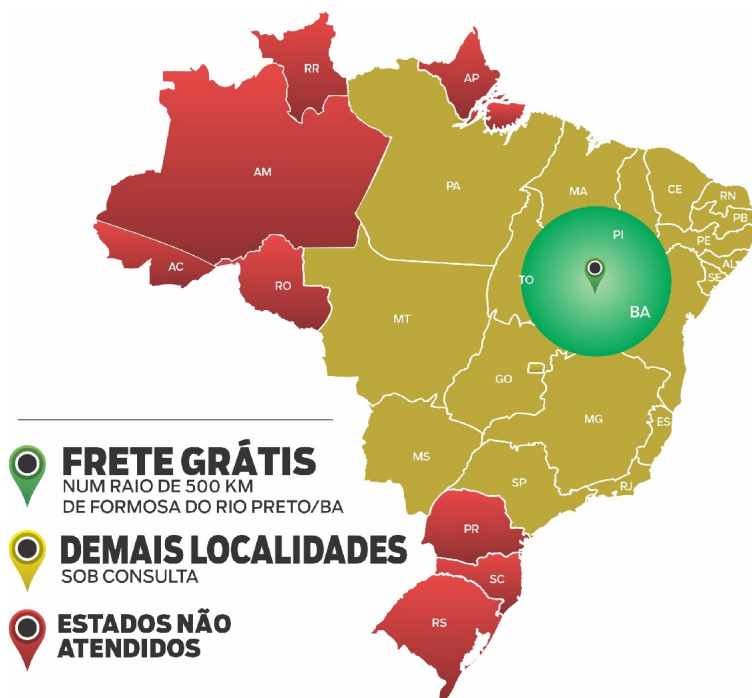 RR
AP
AM
PA
MA
CE
RN
PB
PI
PE
AL
SE
AC
RO
TO
BA
MT
GO
MG
ES
MS
SP
RJ
PR
SC
RS
FRETE GRÁTIS
NUM RAIO DE 500 KM
DE FORMOSA DO RIO PRETO/BA
DEMAIS LOCALIDADES
SOB CONSULTA
ESTADOS NÃO
ATENDIDOS